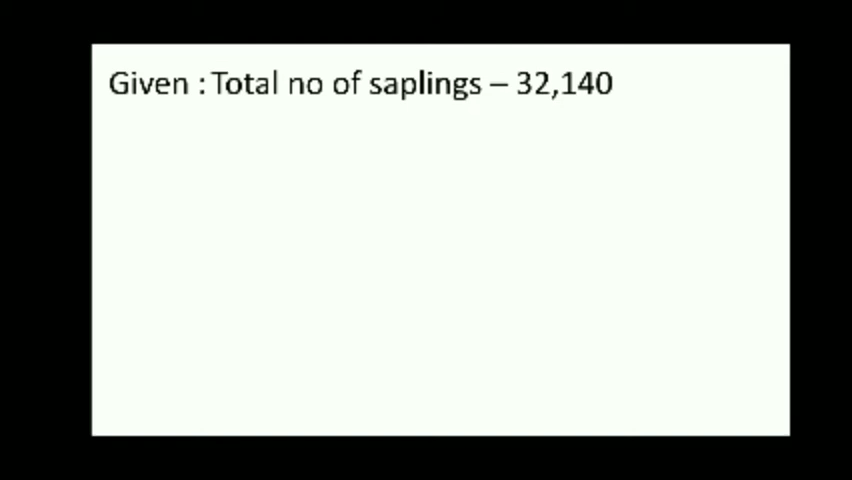 Given : Total no of saplings – 32,140